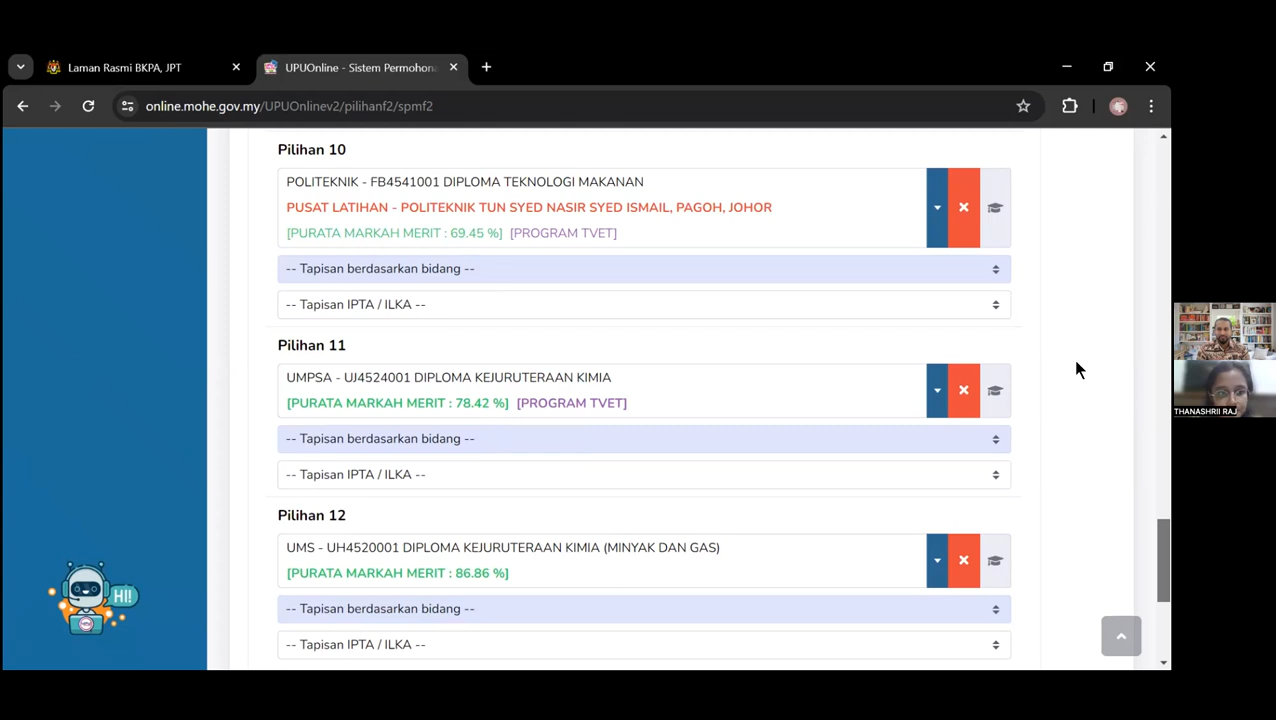 Laman Rasmi BKPA, JPT
UPUOnline - Sistem Permohona
online.mohe.gov.my/UPUOnlinev2/pilihanf2/spmf2
Pilihan 10
POLITEKNIK - FB4541001 DIPLOMA TEKNOLOGI MAKANAN
PUSAT LATIHAN - POLITEKNIK TUN SYED NASIR SYED ISMAIL, PAGOH, JOHOR
[PURATA MARKAH MERIT : 69.45 %] [PROGRAM TVET]
-- Tapisan berdasarkan bidang --
-- Tapisan IPTA / ILKA --
Pilihan 11
UMPSA - UJ4524001 DIPLOMA KEJURUTERAAN KIMIA
[PURATA MARKAH MERIT : 78.42 %] [PROGRAM TVET]
-- Tapisan berdasarkan bidang --
-- Tapisan IPTA / ILKA --
Pilihan 12
UMS - UH4520001 DIPLOMA KEJURUTERAAN KIMIA (MINYAK DAN GAS)
[PURATA MARKAH MERIT : 86.86 %]
-- Tapisan berdasarkan bidang --
-- Tapisan IPTA / ILKA --
HI!
THANASHRII RAJ